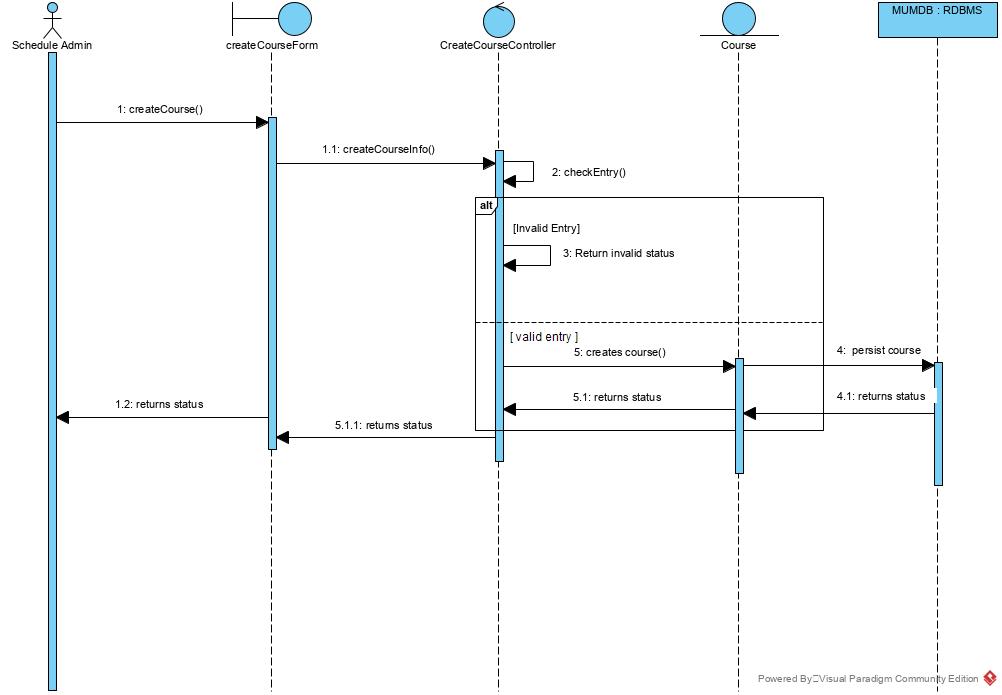 Schedule Admin
createCourseForm
CreateCourseController
Course
MUMDB : RDBMS
1: createCourse()
1.1: createCourseInfo()
2: checkEntry()
alt
[Invalid Entry]
3: Return invalid status
[ valid entry ]
5: creates course()
4:  persist course
1.2: returns status
5.1: returns status
4.1: returns status
5.1.1: returns status
Powered By Visual Paradigm Community Edition